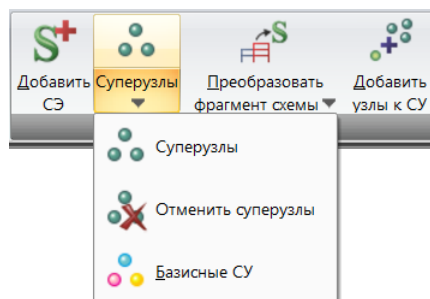 Добавить СЭ
Суперузлы
Преобразовать фрагмент схемы
Добавить узлы к СУ
Суперузлы
Отменить суперузлы
Базисные СУ